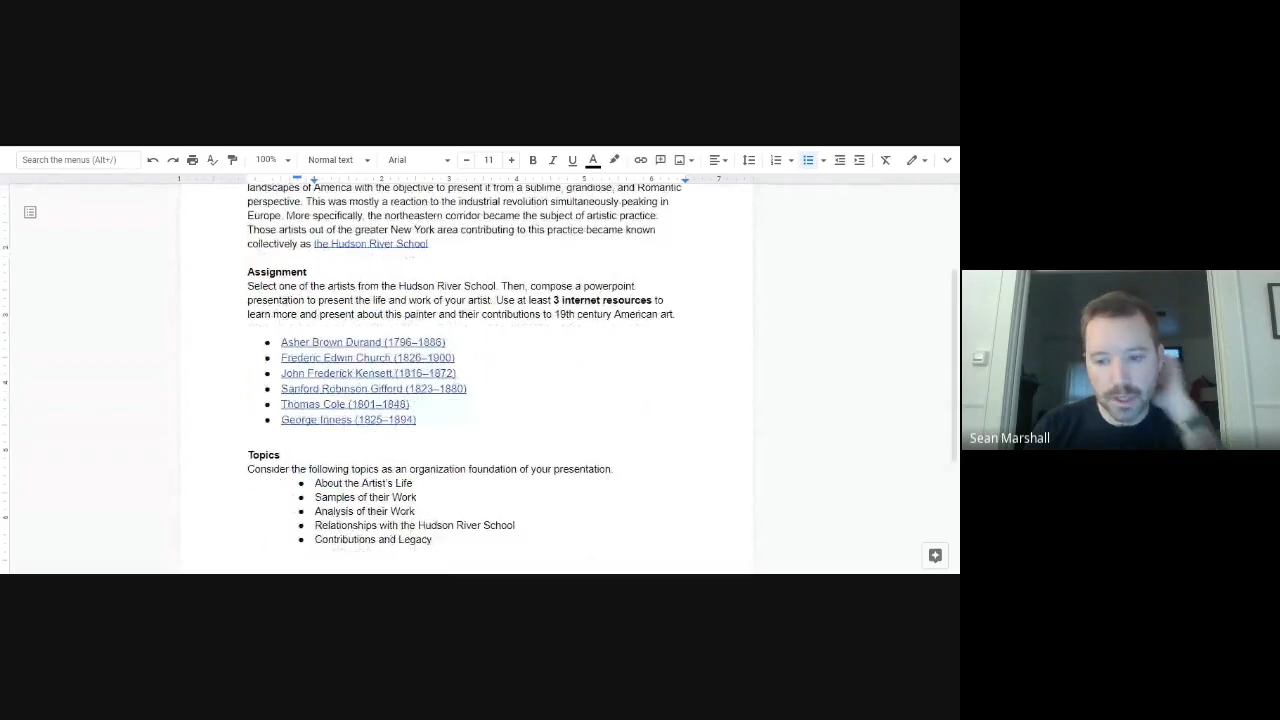 Search the menus (Alt+/)
100%
Normal text
Arial
11
1
2
3
4
5
6
7
landscapes of America with the objective to present it from a sublime, grandiose, and Romantic
perspective. This was mostly a reaction to the industrial revolution simultaneously peaking in
Europe. More specifically, the northeastern corridor became the subject of artistic practice.
Those artists out of the greater New York area contributing to this practice became known
collectively as the Hudson River School
Assignment
Select one of the artists from the Hudson River School. Then, compose a powerpoint
presentation to present the life and work of your artist. Use at least 3 internet resources to
learn more and present about this painter and their contributions to 19th century American art.
Asher Brown Durand (1796–1886)
Frederic Edwin Church (1826–1900)
John Frederick Kensett (1816–1872)
Sanford Robinson Gifford (1823–1880)
Thomas Cole (1801–1848)
George Inness (1825–1894)
Topics
Consider the following topics as an organization foundation of your presentation.
About the Artist's Life
Samples of their Work
Analysis of their Work
Relationships with the Hudson River School
Contributions and Legacy
Sean Marshall